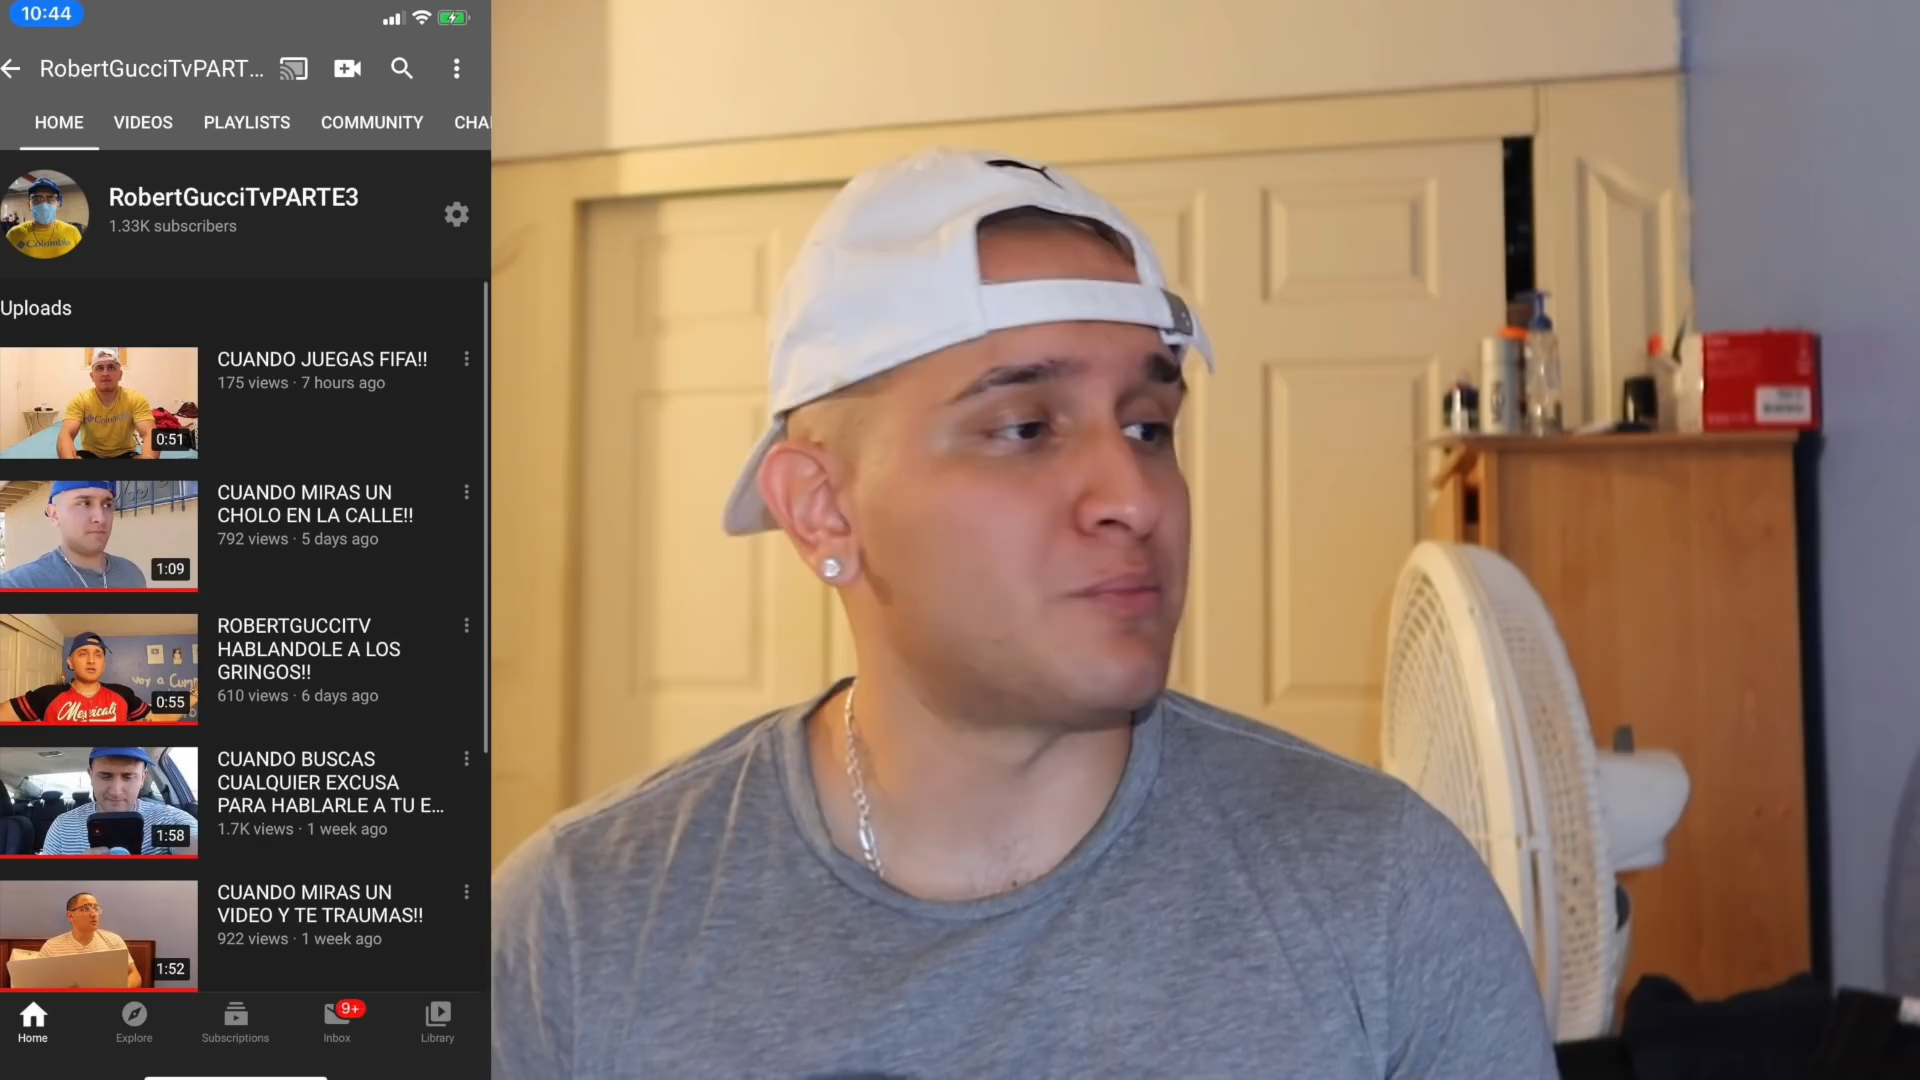 10:44
RobertGucciTvPART...
HOME VIDEOS PLAYLISTS COMMUNITY CHA
RobertGucciTvPARTE3
1.33K subscribers
Uploads
CUANDO JUEGAS FIFA!!
175 views · 7 hours ago
Columbia
0:51
CUANDO MIRAS UN
CHOLO EN LA CALLE!!
792 views · 5 days ago
1:09
ROBERTGUCCITV
HABLANDOLE A LOS
GRINGOS!!
610 views · 6 days ago
voy a Cum
Mexicali
0:55
CUANDO BUSCAS
CUALQUIER EXCUSA
PARA HABLARLE A TU E...
1.7K views · 1 week ago
1:58
CUANDO MIRAS UN
VIDEO Y TE TRAUMAS!!
922 views · 1 week ago
1:52
9+
Home Explore Subscriptions Inbox Library